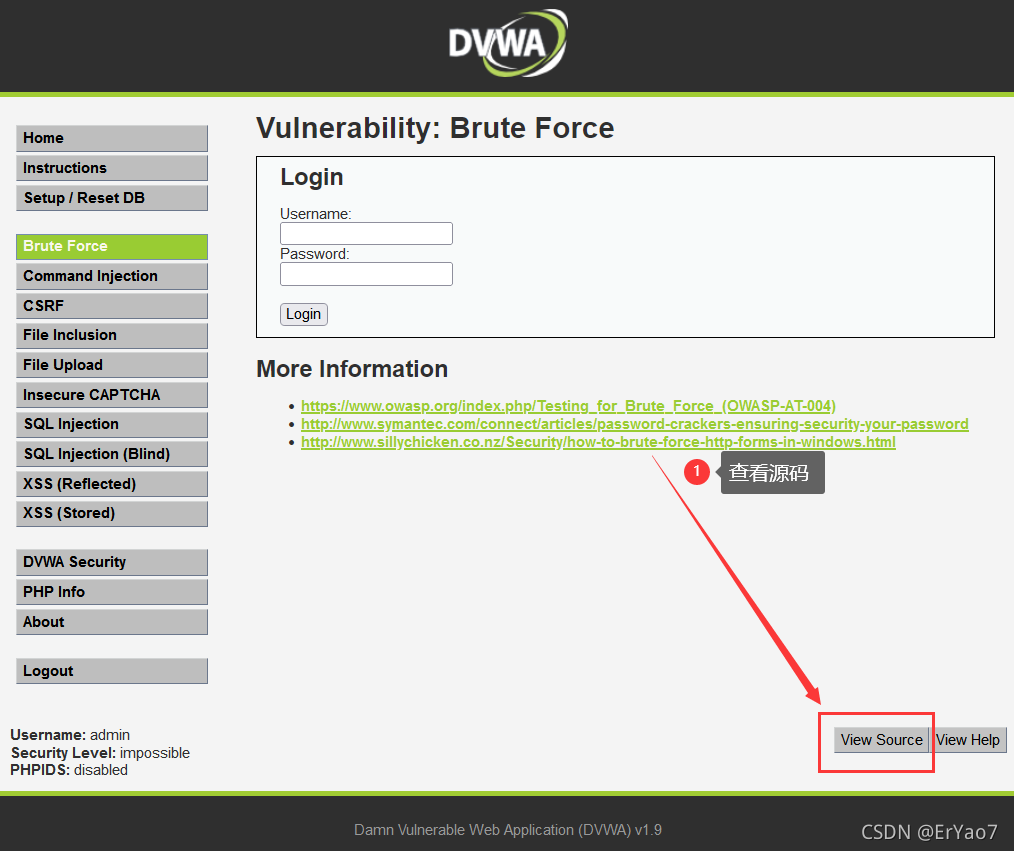 DVWA
Vulnerability: Brute Force
Home
Instructions
Setup / Reset DB
Brute Force
Command Injection
CSRF
File Inclusion
File Upload
Insecure CAPTCHA
SQL Injection
SQL Injection (Blind)
XSS (Reflected)
XSS (Stored)
DVWA Security
PHP Info
About
Logout
Login
Username:
Password:
Login
More Information
https://www.owasp.org/index.php/Testing_for_Brute_Force_(OWASP-AT-004)
http://www.symantec.com/connect/articles/password-crackers-ensuring-security-your-password
http://www.sillychicken.co.nz/Security/how-to-brute-force-http-forms-in-windows.html
1 查看源码
View Source View Help
Username: admin
Security Level: impossible
PHPIDS: disabled
Damn Vulnerable Web Application (DVWA) v1.9
CSDN @ErYao7